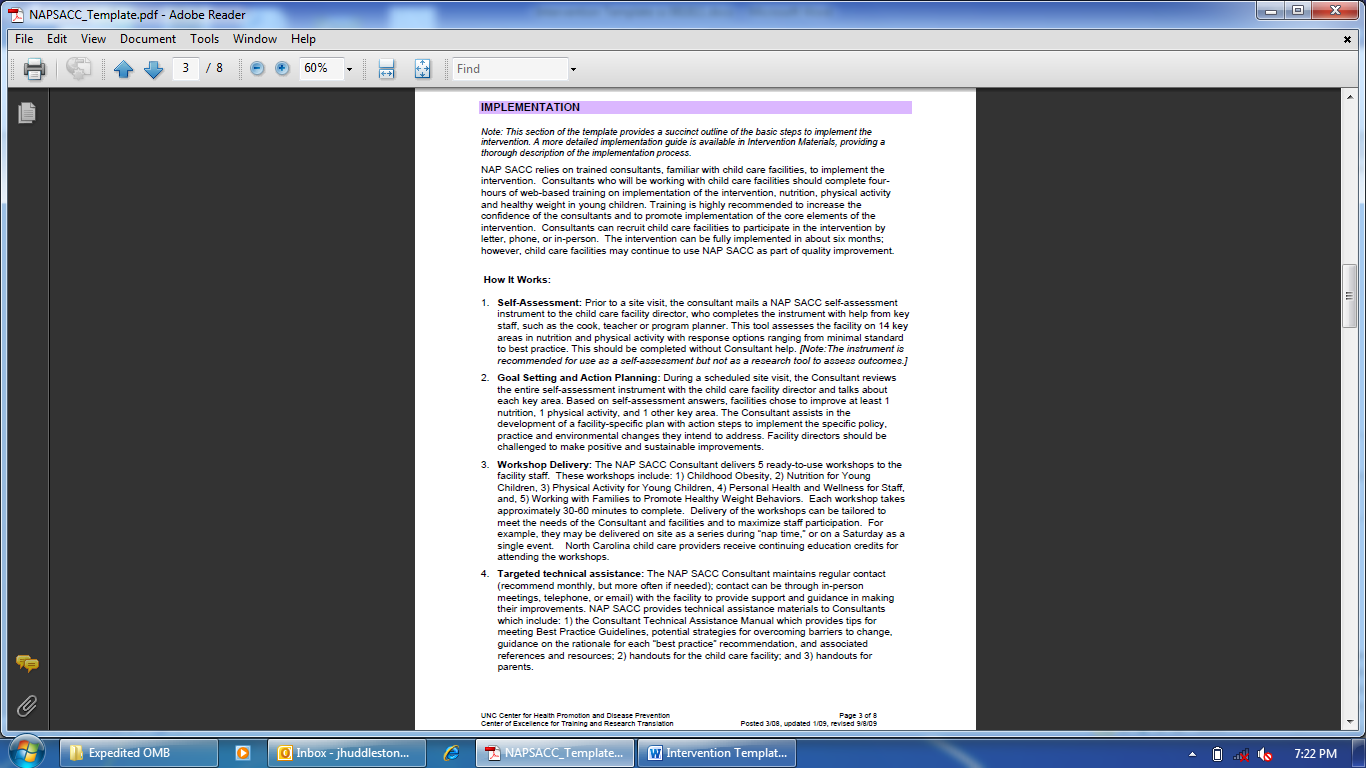 NAPSACC_Template.pdf - Adobe Reader
File Edit View Document Tools Window Help
3 / 8 60% Find
IMPLEMENTATION
Note: This section of the template provides a succinct outline of the basic steps to implement the
intervention. A more detailed implementation guide is available in Intervention Materials, providing a
thorough description of the implementation process.
NAP SACC relies on trained consultants, familiar with child care facilities, to implement the
intervention. Consultants who will be working with child care facilities should complete four-
hours of web-based training on implementation of the intervention, nutrition, physical activity
and healthy weight in young children. Training is highly recommended to increase the
confidence of the consultants and to promote implementation of the core elements of the
intervention. Consultants can recruit child care facilities to participate in the intervention by
letter, phone, or in-person. The intervention can be fully implemented in about six months;
however, child care facilities may continue to use NAP SACC as part of quality improvement.
How It Works:
1. Self-Assessment: Prior to a site visit, the consultant mails a NAP SACC self-assessment
instrument to the child care facility director, who completes the instrument with help from key
staff, such as the cook, teacher or program planner. This tool assesses the facility on 14 key
areas in nutrition and physical activity with response options ranging from minimal standard
to best practice. This should be completed without Consultant help. [Note:The instrument is
recommended for use as a self-assessment but not as a research tool to assess outcomes.]
2. Goal Setting and Action Planning: During a scheduled site visit, the Consultant reviews
the entire self-assessment instrument with the child care facility director and talks about
each key area. Based on self-assessment answers, facilities chose to improve at least 1
nutrition, 1 physical activity, and 1 other key area. The Consultant assists in the
development of a facility-specific plan with action steps to implement the specific policy,
practice and environmental changes they intend to address. Facility directors should be
challenged to make positive and sustainable improvements.
3. Workshop Delivery: The NAP SACC Consultant delivers 5 ready-to-use workshops to the
facility staff. These workshops include: 1) Childhood Obesity, 2) Nutrition for Young
Children, 3) Physical Activity for Young Children, 4) Personal Health and Wellness for Staff,
and, 5) Working with Families to Promote Healthy Weight Behaviors. Each workshop takes
approximately 30-60 minutes to complete. Delivery of the workshops can be tailored to
meet the needs of the Consultant and facilities and to maximize staff participation. For
example, they may be delivered on site as a series during “nap time,” or on a Saturday as a
single event. North Carolina child care providers receive continuing education credits for
attending the workshops.
4. Targeted technical assistance: The NAP SACC Consultant maintains regular contact
(recommend monthly, but more often if needed); contact can be through in-person
meetings, telephone, or email) with the facility to provide support and guidance in making
their improvements. NAP SACC provides technical assistance materials to Consultants
which include: 1) the Consultant Technical Assistance Manual which provides tips for
meeting Best Practice Guidelines, potential strategies for overcoming barriers to change,
guidance on the rationale for each “best practice” recommendation, and associated
references and resources; 2) handouts for the child care facility; and 3) handouts for
parents.
UNC Center for Health Promotion and Disease Prevention Page 3 of 8
Center of Excellence for Training and Research Translation Posted 3/08, updated 1/09, revised 9/8/09
Expedited OMB Inbox - jhuddleston... NAPSACC_Template... Intervention Templat... 7:22 PM